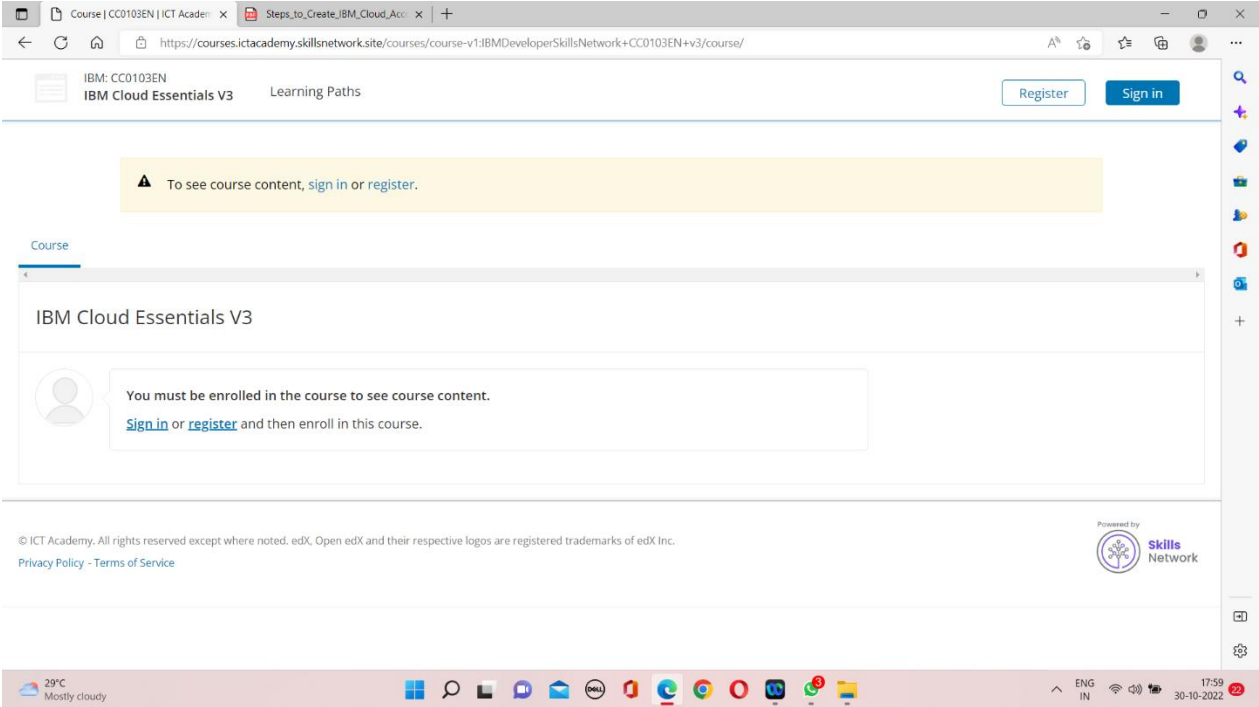 Course | CC0103EN | ICT Academ
Steps_to_Create_IBM_Cloud_Acc
https://courses.ictacademy.skillsnetwork.site/courses/course-v1:IBMDeveloperSkillsNetwork+CC0103EN+v3/course/
IBM: CC0103EN
IBM Cloud Essentials V3
Learning Paths
Register
Sign in
To see course content, sign in or register.
Course
IBM Cloud Essentials V3
You must be enrolled in the course to see course content.
Sign in or register and then enroll in this course.
© ICT Academy. All rights reserved except where noted. edX, Open edX and their respective logos are registered trademarks of edX Inc.
Privacy Policy - Terms of Service
Powered by
Skills
Network
29°C
Mostly cloudy
DELL
3
ENG
IN
17:59
30-10-2022
22